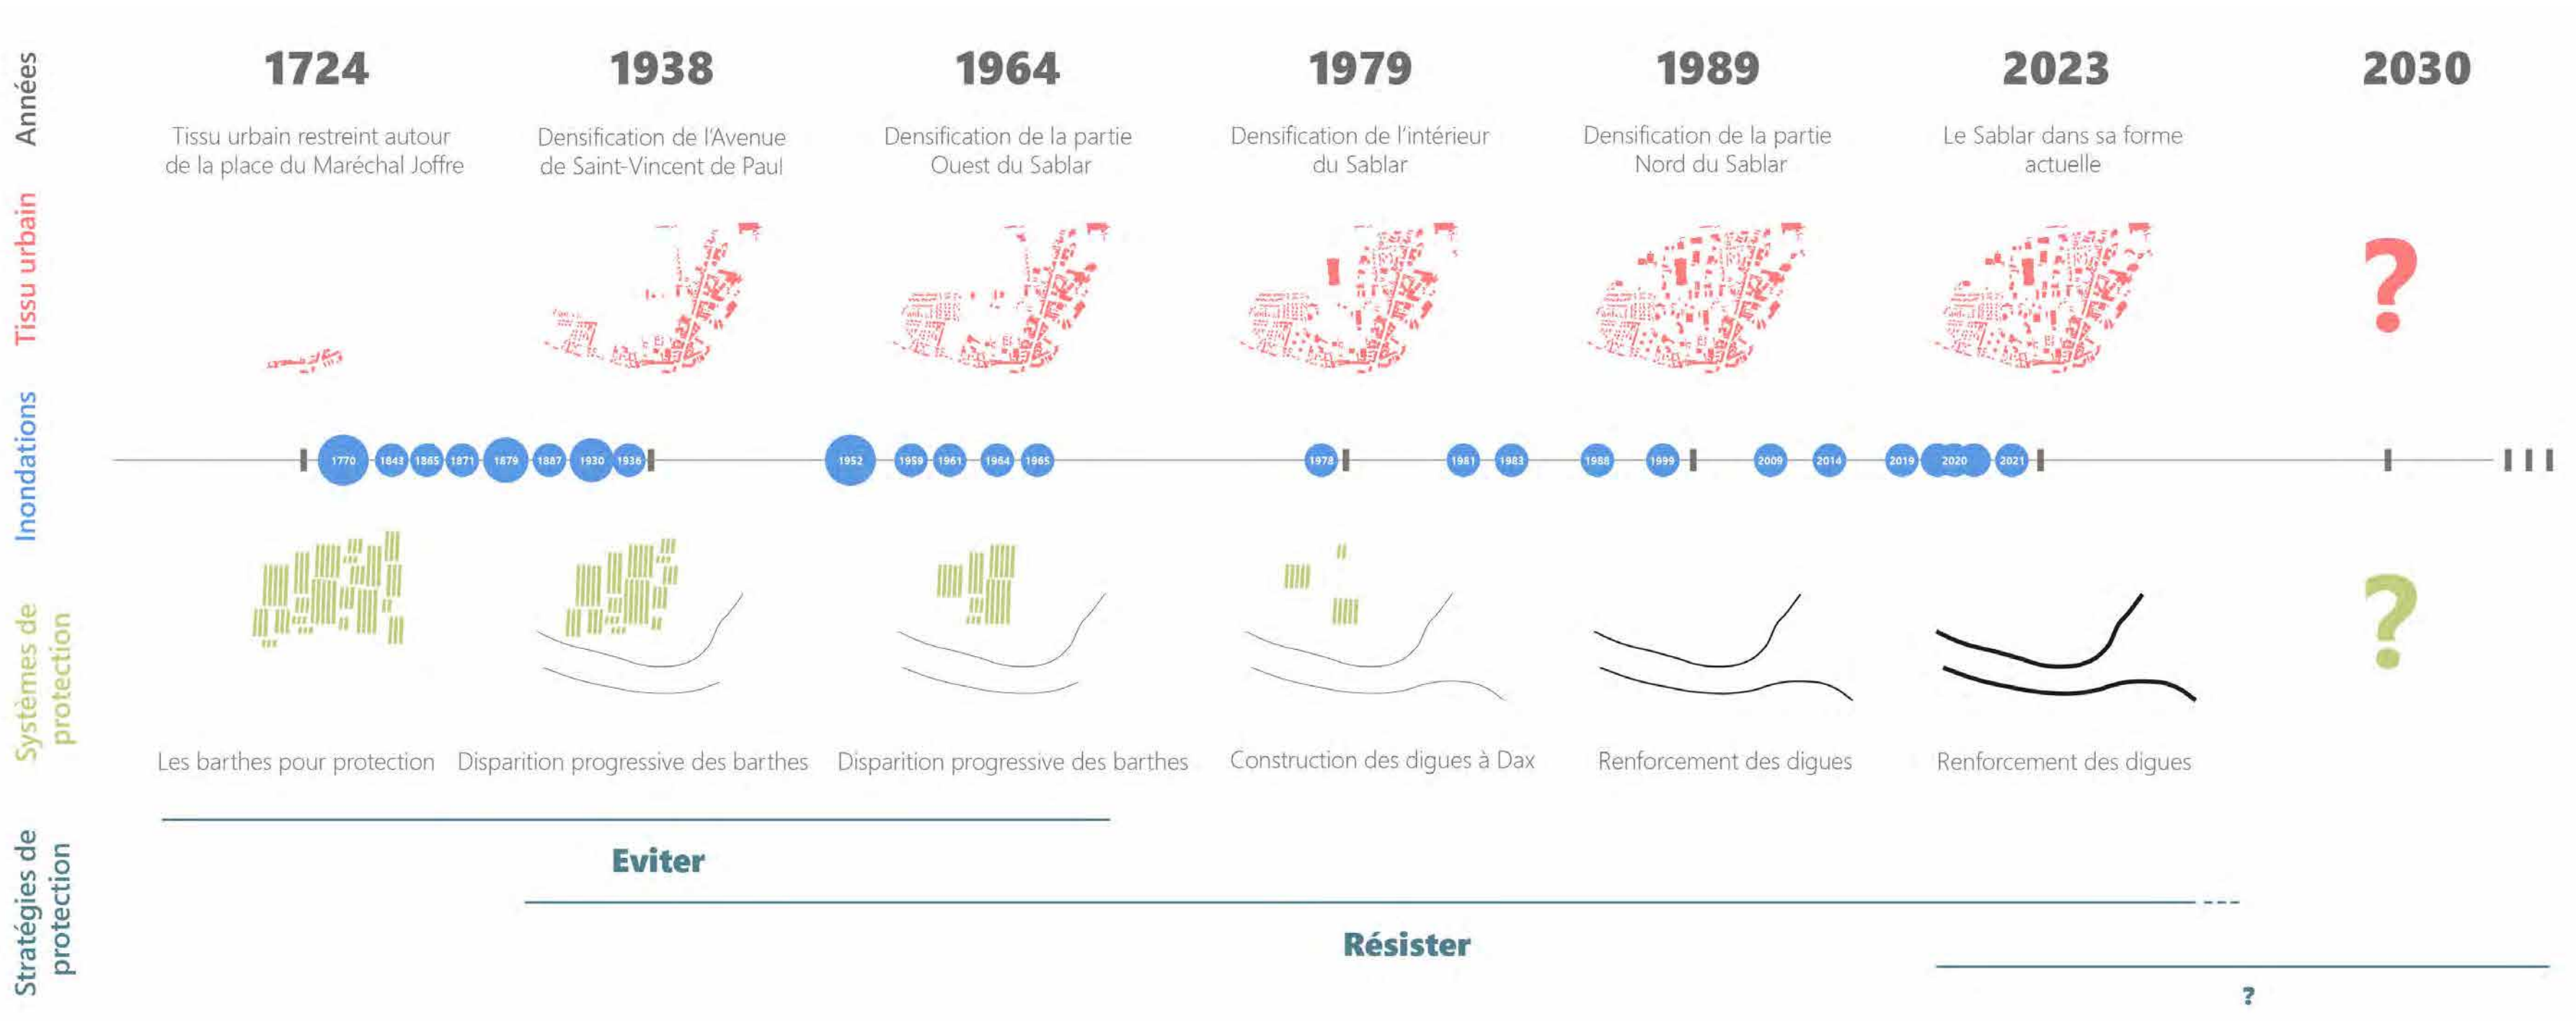 Années
1724
1938
1964
1979
1989
2023
2030
Tissu urbain restreint autour
de la place du Maréchal Joffre
Densification de l'Avenue
de Saint-Vincent de Paul
Densification de la partie
Ouest du Sablar
Densification de l'intérieur
du Sablar
Densification de la partie
Nord du Sablar
Le Sablar dans sa forme
actuelle
Tissu urbain
?
Inondations
1770
1843
1865
1871
1879
1887
1930
1936
1952
1959
1961
1964
1965
1978
1981
1983
1988
1999
2009
2014
2019
2020
2021
Systèmes de
protection
?
Les barthes pour protection
Disparition progressive des barthes
Disparition progressive des barthes
Construction des digues à Dax
Renforcement des digues
Renforcement des digues
Stratégies de
protection
Eviter
Résister
?